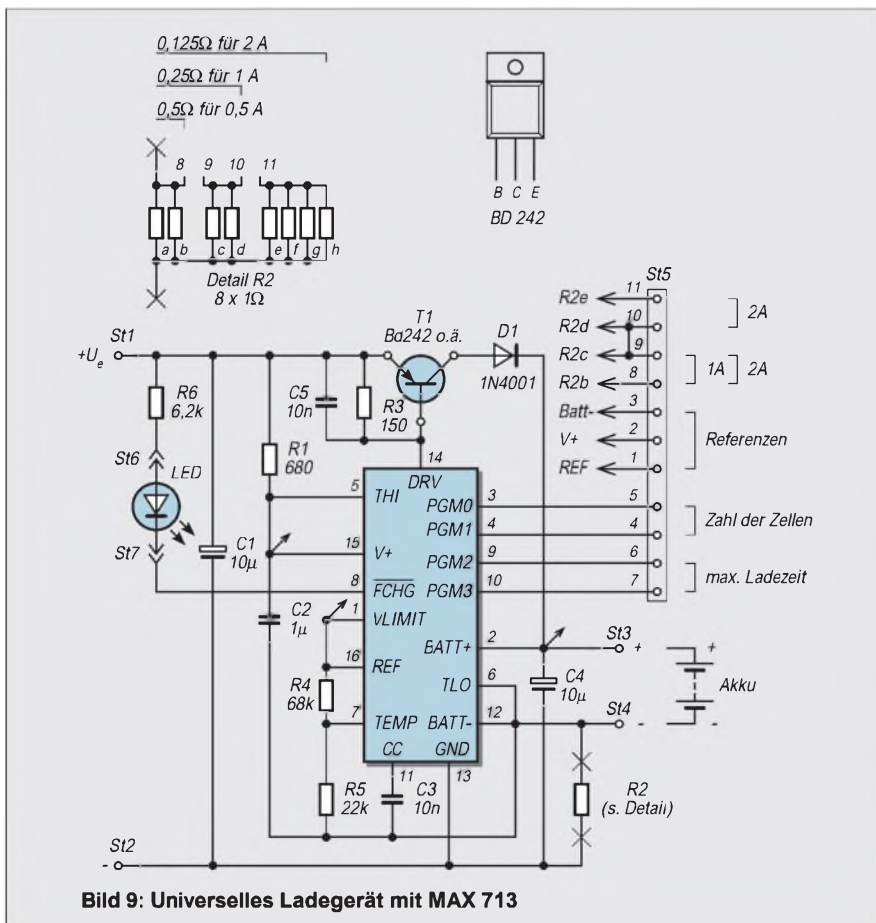 0,125Ω für 2 A
0,25Ω für 1 A
0,5Ω für 0,5 A
8 9 10 11
a b c d e f g h
Detail R2
8 x 1Ω
B C E
BD 242
St5
R2e 11
R2d 10
2A
R2c 9
R2b 8
1A 2A
Batt- 3
V+ 2
REF 1
Referenzen
5
4
Zahl der Zellen
6
7
max. Ladezeit
St1
+Ue
T1
Bd242 o.ä.
D1
1N4001
R6
6,2k
C5
10n
R3
150
R1
680
St6
LED
St7
C1
10µ
C2
1µ
R4
68k
R5
22k
C3
10n
14
DRV
5 THI
PGM0 3
PGM1 4
15 V+
PGM2 9
8 FCHG
PGM3 10
1 VLIMIT
BATT+ 2
16 REF
TLO 6
7 TEMP
BATT- 12
CC GND
11 13
St3 +
C4
10µ
St4 -
+
Akku
-
R2
(s. Detail)
- St2
Bild 9: Universelles Ladegerät mit MAX 713